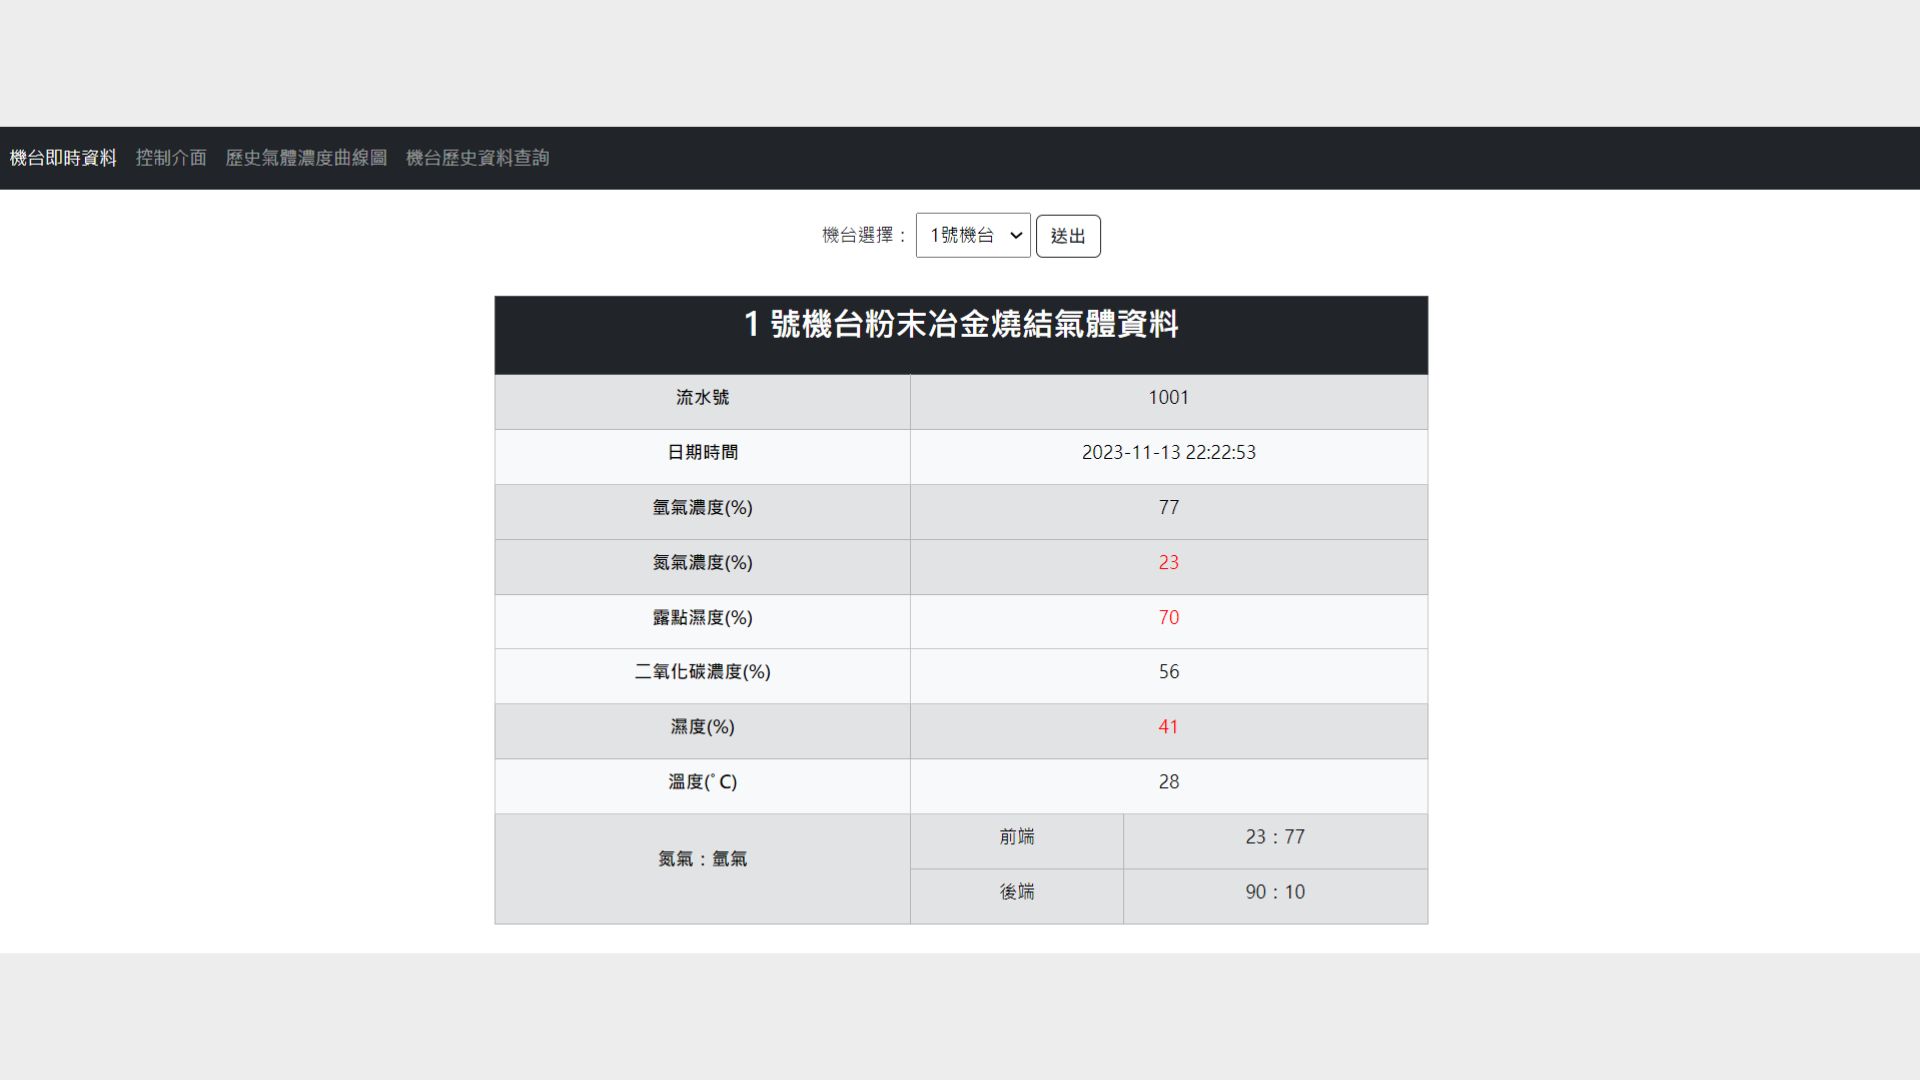 機台即時資料 控制介面 歷史氣體濃度曲線圖 機台歷史資料查詢
機台選擇： 1號機台 送出
1 號機台粉末冶金燒結氣體資料
流水號 1001
日期時間 2023-11-13 22:22:53
氫氣濃度(%) 77
氮氣濃度(%) 23
露點濕度(%) 70
二氧化碳濃度(%) 56
濕度(%) 41
溫度(°C) 28
氮氣：氫氣
前端 23：77
後端 90：10